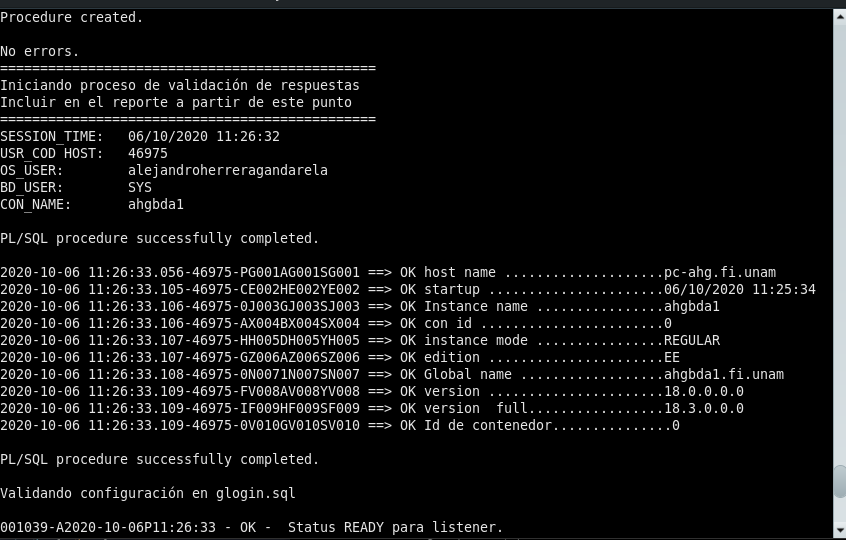 Procedure created.
No errors.
===============================================
Iniciando proceso de validación de respuestas
Incluir en el reporte a partir de este punto
===============================================
SESSION_TIME:   06/10/2020 11:26:32
USR_COD HOST:   46975
OS_USER:        alejandroherreragandarela
BD_USER:        SYS
CON_NAME:       ahgbda1
PL/SQL procedure successfully completed.
2020-10-06 11:26:33.056-46975-PG001AG001SG001 ==> OK host name ....................pc-ahg.fi.unam
2020-10-06 11:26:33.105-46975-CE002HE002YE002 ==> OK startup .......................06/10/2020 11:25:34
2020-10-06 11:26:33.106-46975-0J003GJ003SJ003 ==> OK Instance name ................ahgbda1
2020-10-06 11:26:33.106-46975-AX004BX004SX004 ==> OK con id .......................0
2020-10-06 11:26:33.107-46975-HH005DH005YH005 ==> OK instance mode ................REGULAR
2020-10-06 11:26:33.107-46975-GZ006AZ006SZ006 ==> OK edition ......................EE
2020-10-06 11:26:33.108-46975-0N0071N007SN007 ==> OK Global name ..................ahgbda1.fi.unam
2020-10-06 11:26:33.109-46975-FV008AV008YV008 ==> OK version ......................18.0.0.0.0
2020-10-06 11:26:33.109-46975-IF009HF009SF009 ==> OK version  full.................18.3.0.0.0
2020-10-06 11:26:33.109-46975-0V010GV010SV010 ==> OK Id de contenedor...............0
PL/SQL procedure successfully completed.
Validando configuración en glogin.sql
001039-A2020-10-06P11:26:33 - OK -  Status READY para listener.